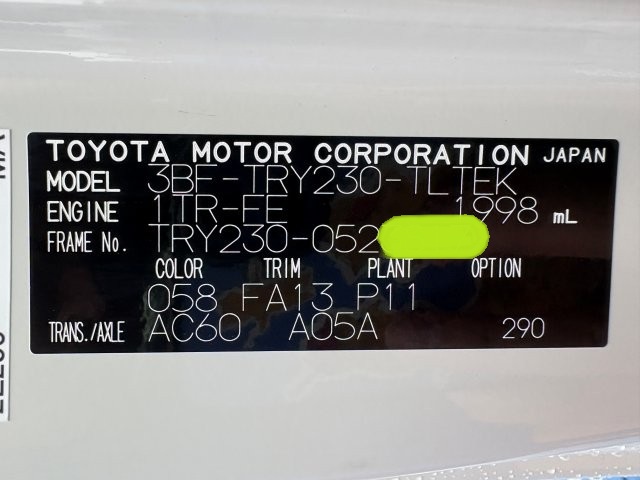 TOYOTA MOTOR CORPORATION JAPAN
MODEL 3BF-TRY230-TLTEK
ENGINE 1TR-FE 1998 mL
FRAME No. TRY230-052
COLOR TRIM PLANT OPTION
058 FA13 P11
TRANS./AXLE AC60 A05A 290